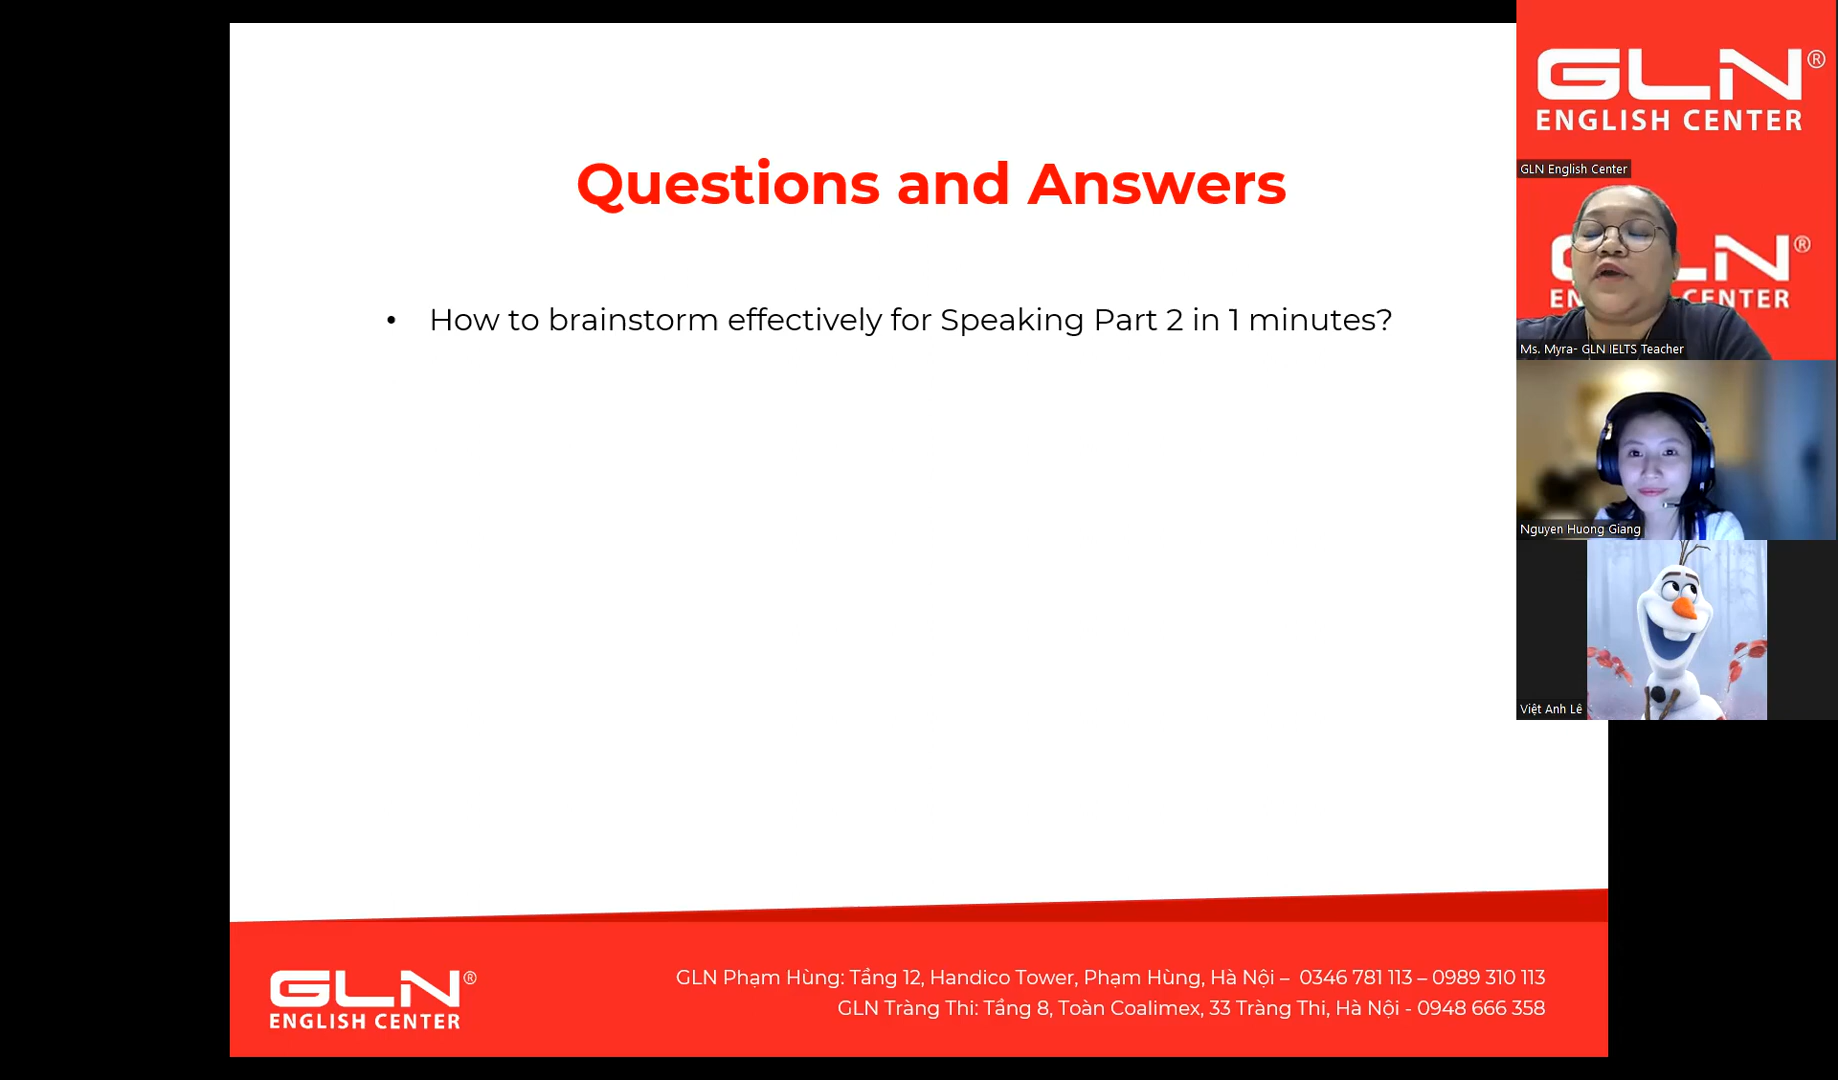 Questions and Answers
• How to brainstorm effectively for Speaking Part 2 in 1 minutes?
GLN®
ENGLISH CENTER
GLN English Center
GLN®
ENGLISH CENTER
Ms. Myra- GLN IELTS Teacher
Nguyen Huong Giang
Việt Anh Lê
GLN®
ENGLISH CENTER
GLN Phạm Hùng: Tầng 12, Handico Tower, Phạm Hùng, Hà Nội – 0346 781 113 – 0989 310 113
GLN Tràng Thi: Tầng 8, Toàn Coalimex, 33 Tràng Thi, Hà Nội - 0948 666 358